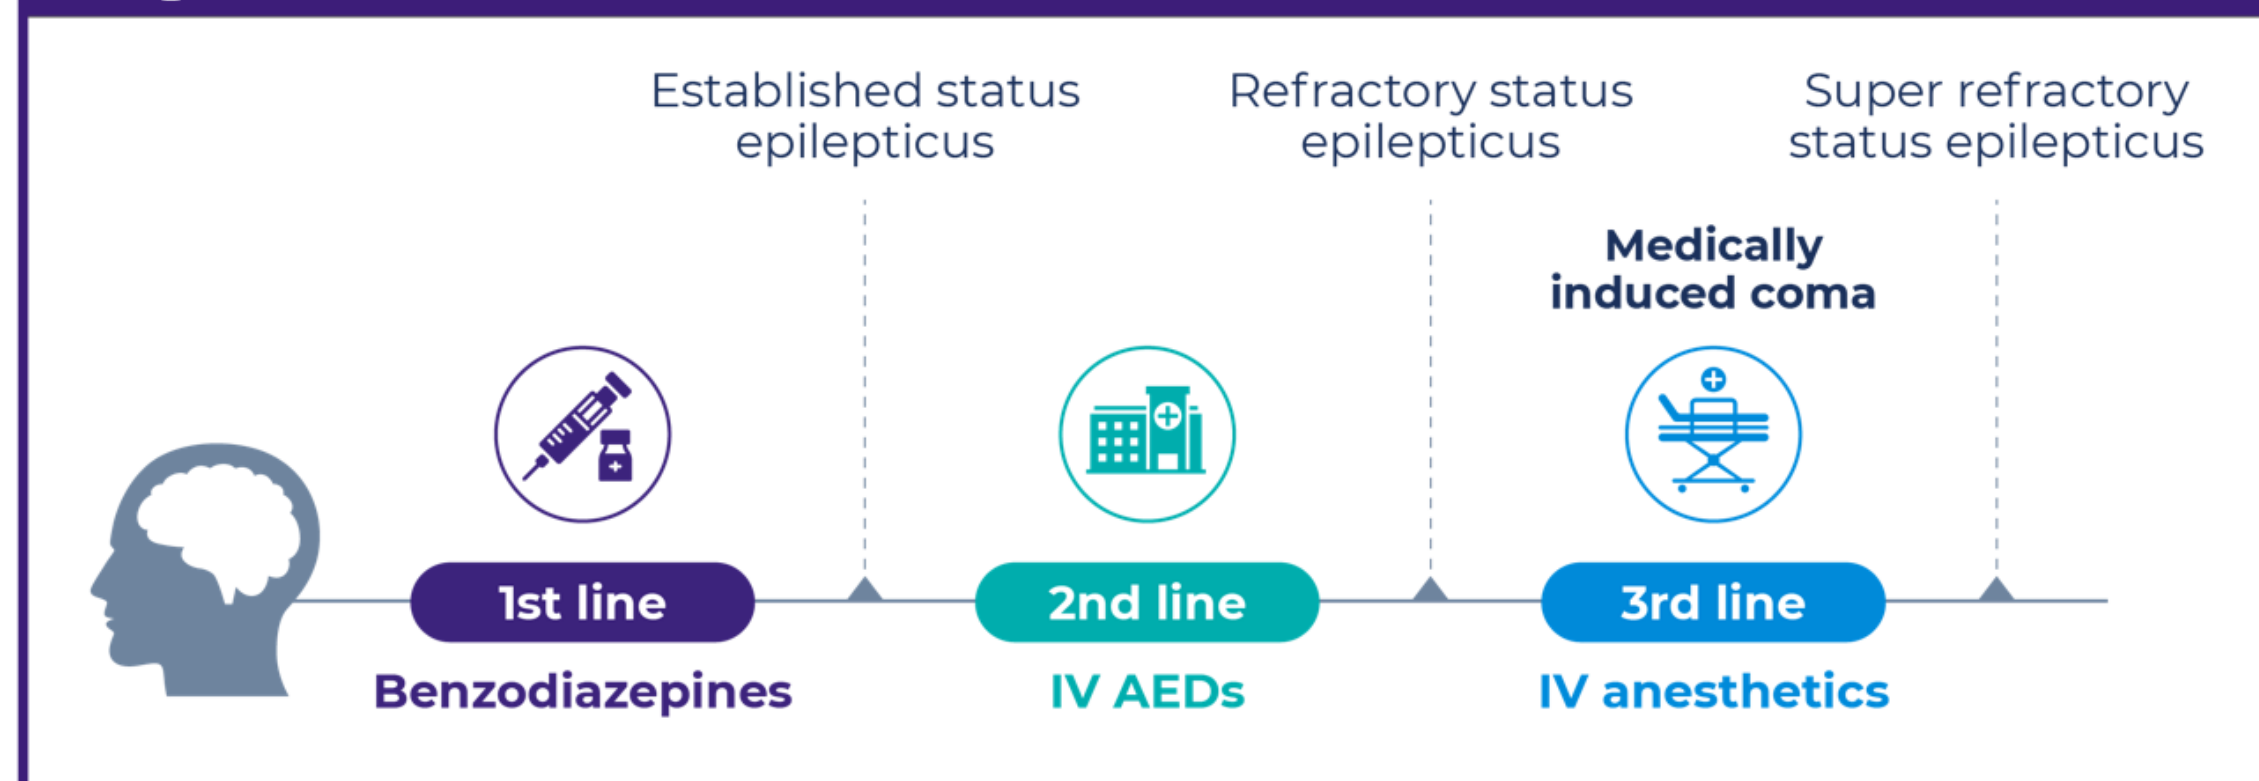 Established status
epilepticus
Refractory status
epilepticus
Super refractory
status epilepticus
Medically
induced coma
1st line
2nd line
3rd line
Benzodiazepines
IV AEDs
IV anesthetics